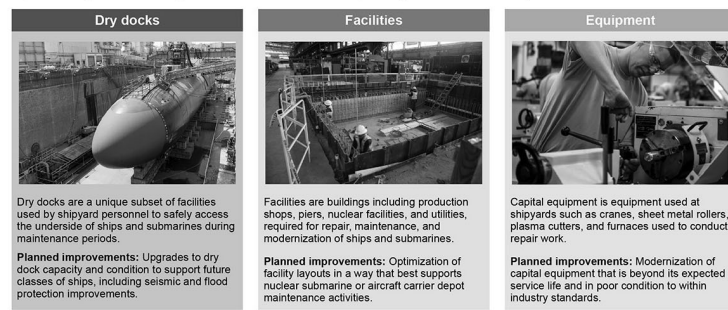 Dry docks
Dry docks are a unique subset of facilities
used by shipyard personnel to safely access
the underside of ships and submarines during
maintenance periods.
Planned improvements: Upgrades to dry
dock capacity and condition to support future
classes of ships, including seismic and flood
protection improvements.
Facilities
Facilities are buildings including production
shops, piers, nuclear facilities, and utilities,
required for repair, maintenance, and
modernization of ships and submarines.
Planned improvements: Optimization of
facility layouts in a way that best supports
nuclear submarine or aircraft carrier depot
maintenance activities.
Equipment
Capital equipment is equipment used at
shipyards such as cranes, sheet metal rollers,
plasma cutters, and furnaces used to conduct
repair work.
Planned improvements: Modernization of
capital equipment that is beyond its expected
service life and in poor condition to within
industry standards.